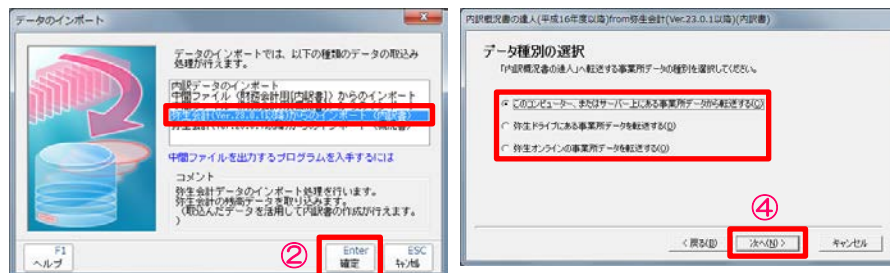 データのインポート
データのインポートでは、以下の種類のデータの取込み
処理が行えます。
内訳データのインポート
中間ファイル（財務会計用[内訳書]）からのインポート
弥生会計(Ver.23.0.1以降)からのインポート（内訳書）
中間ファイルを出力するプログラムを入手するには
コメント
弥生会計データのインポート処理を行います。
弥生会計の残高データを取り込みます。
（取込んだデータを活用して内訳書の作成が行えます。
）
F1
ヘルプ
②
Enter
確定
ESC
ｷｬﾝｾﾙ
内訳概況書の達人(平成16年度以降)from弥生会計(Ver.23.0.1以降)(内訳書)
データ種別の選択
「内訳概況書の達人」へ転送する事業所データの種別を選択してください。
このコンピューター、またはサーバー上にある事業所データから転送する(C)
弥生ドライブにある事業所データを転送する(D)
弥生オンラインの事業所データを転送する(O)
④
< 戻る(B)
次へ(N) >
キャンセル